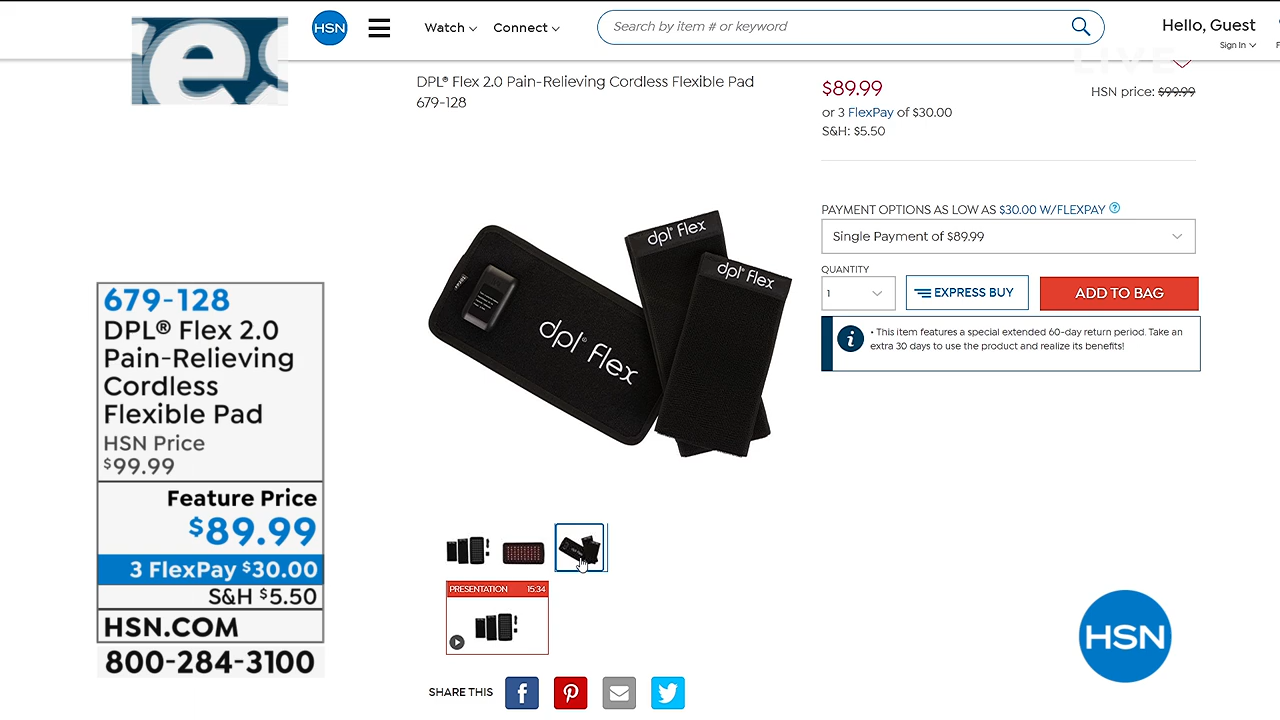 HSN
Watch
Connect
Search by item # or keyword
Hello, Guest
Sign In
LIVE
DPL® Flex 2.0 Pain-Relieving Cordless Flexible Pad
679-128
$89.99
HSN price: $99.99
or 3 FlexPay of $30.00
S&H: $5.50
PAYMENT OPTIONS AS LOW AS $30.00 W/FLEXPAY ?
Single Payment of $89.99
QUANTITY
1
EXPRESS BUY
ADD TO BAG
i
• This item features a special extended 60-day return period. Take an
extra 30 days to use the product and realize its benefits!
dpl® flex
dpl® flex
dpl® flex
679-128
DPL® Flex 2.0
Pain-Relieving
Cordless
Flexible Pad
HSN Price
$99.99
Feature Price
$89.99
3 FlexPay $30.00
S&H $5.50
HSN.COM
800-284-3100
PRESENTATION 15:34
SHARE THIS
HSN